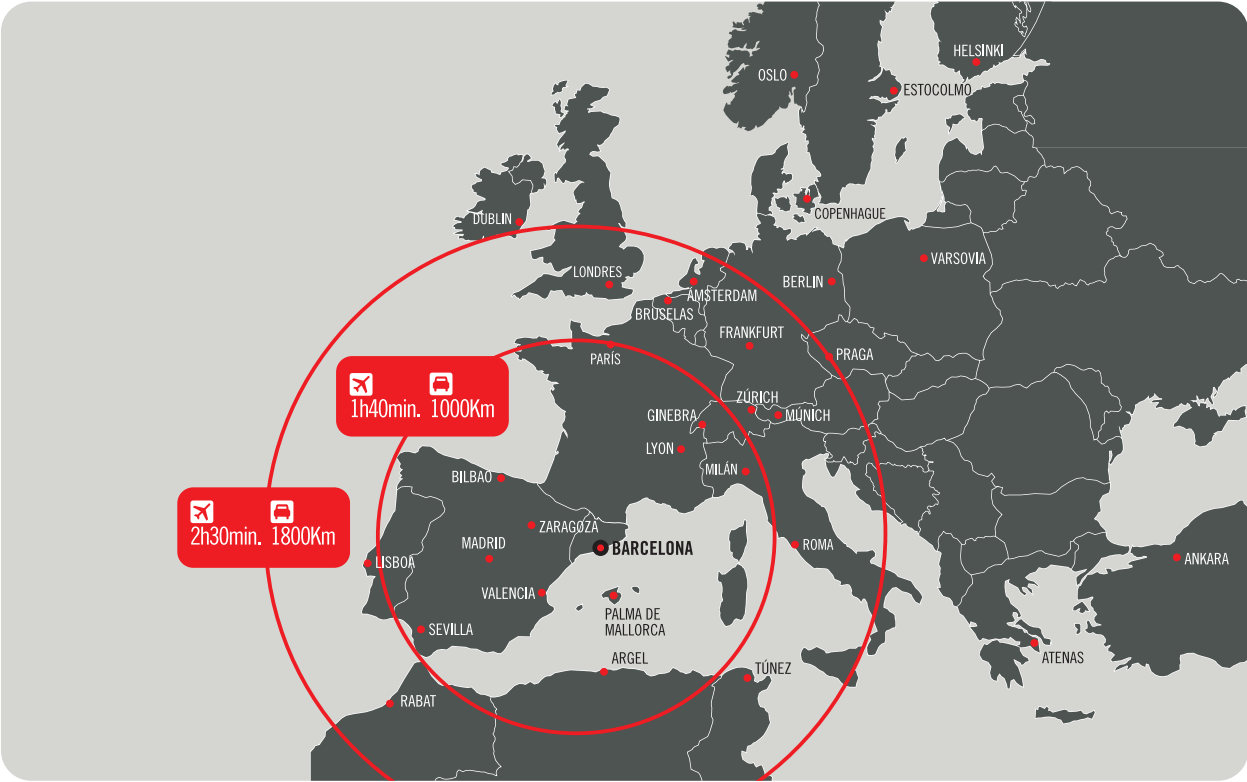 HELSINKI
OSLO
ESTOCOLMO
COPENHAGUE
DUBLIN
VARSOVIA
LONDRES
BERLIN
AMSTERDAM
BRUSELAS
FRANKFURT
PARÍS
PRAGA
1h40min. 1000Km
ZÚRICH
GINEBRA
MÚNICH
LYON
MILÁN
BILBAO
2h30min. 1800Km
ZARAGOZA
MADRID
BARCELONA
ROMA
LISBOA
ANKARA
VALENCIA
PALMA DE
MALLORCA
SEVILLA
ATENAS
ARGEL
TÚNEZ
RABAT